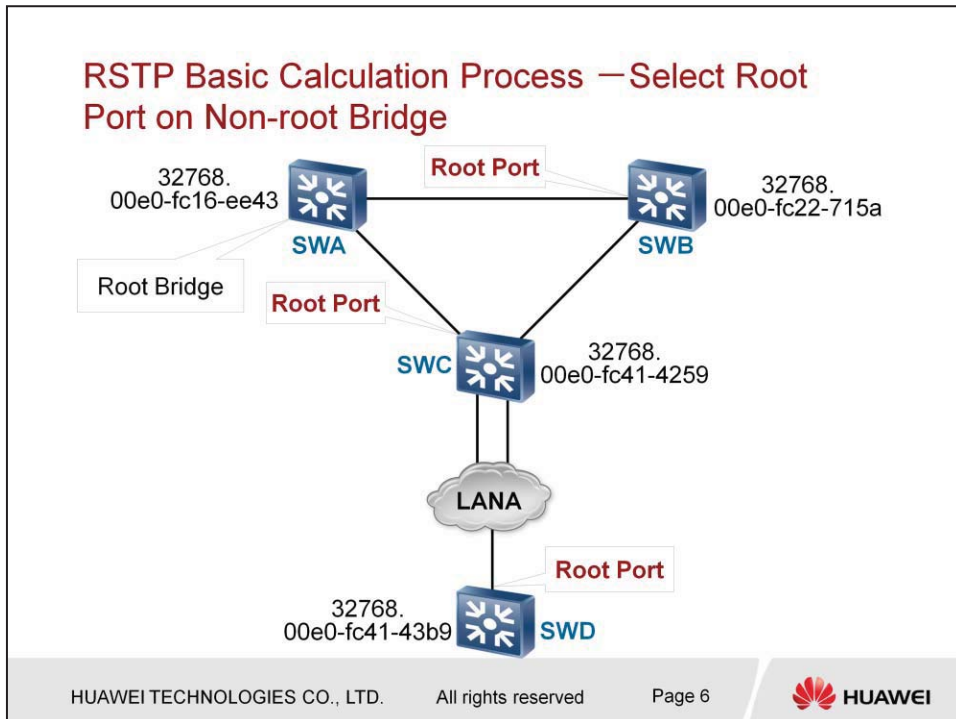 RSTP Basic Calculation Process －Select Root
Port on Non-root Bridge
32768.
00e0-fc16-ee43
SWA
Root Bridge
Root Port
SWB
32768.
00e0-fc22-715a
Root Port
SWC
32768.
00e0-fc41-4259
LANA
Root Port
32768.
00e0-fc41-43b9
SWD
HUAWEI TECHNOLOGIES CO., LTD.
All rights reserved
Page 6
HUAWEI